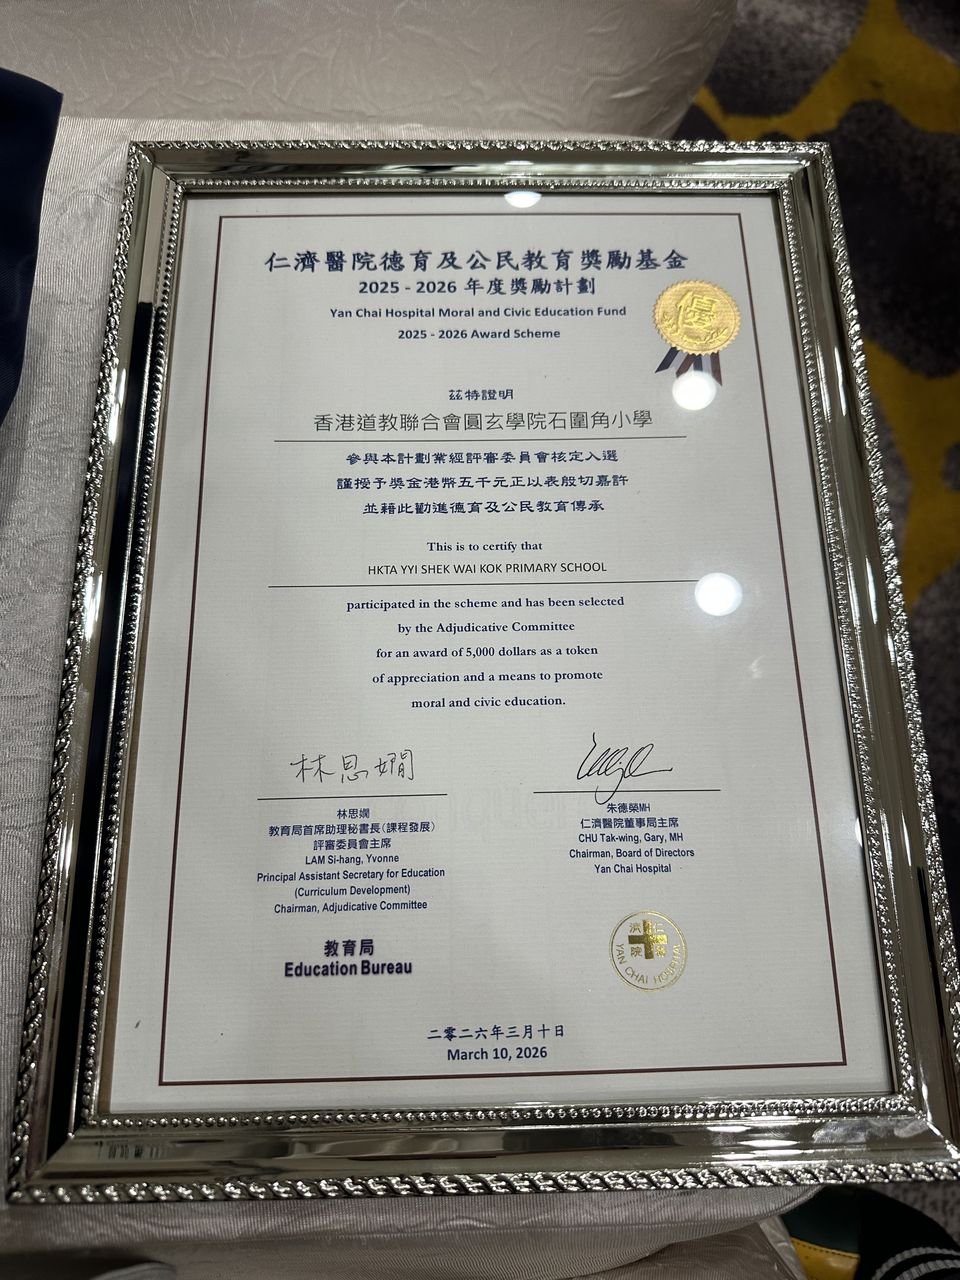 仁濟醫院德育及公民教育獎勵基金
2025 - 2026 年度獎勵計劃
Yan Chai Hospital Moral and Civic Education Fund
2025 - 2026 Award Scheme
優
茲特證明
香港道教聯合會圓玄學院石圍角小學
參與本計劃業經評審委員會核定入選
謹授予獎金港幣五千元正以表殷切嘉許
並藉此勸進德育及公民教育傳承
This is to certify that
HKTA YYI SHEK WAI KOK PRIMARY SCHOOL
participated in the scheme and has been selected
by the Adjudicative Committee
for an award of 5,000 dollars as a token
of appreciation and a means to promote
moral and civic education.
林思嫺
林思嫺
教育局首席助理秘書長(課程發展)
評審委員會主席
LAM Si-hang, Yvonne
Principal Assistant Secretary for Education
(Curriculum Development)
Chairman, Adjudicative Committee
教育局
Education Bureau
朱德榮MH
仁濟醫院董事局主席
CHU Tak-wing, Gary, MH
Chairman, Board of Directors
Yan Chai Hospital
仁濟醫院
YAN CHAI HOSPITAL
二零二六年三月十日
March 10, 2026